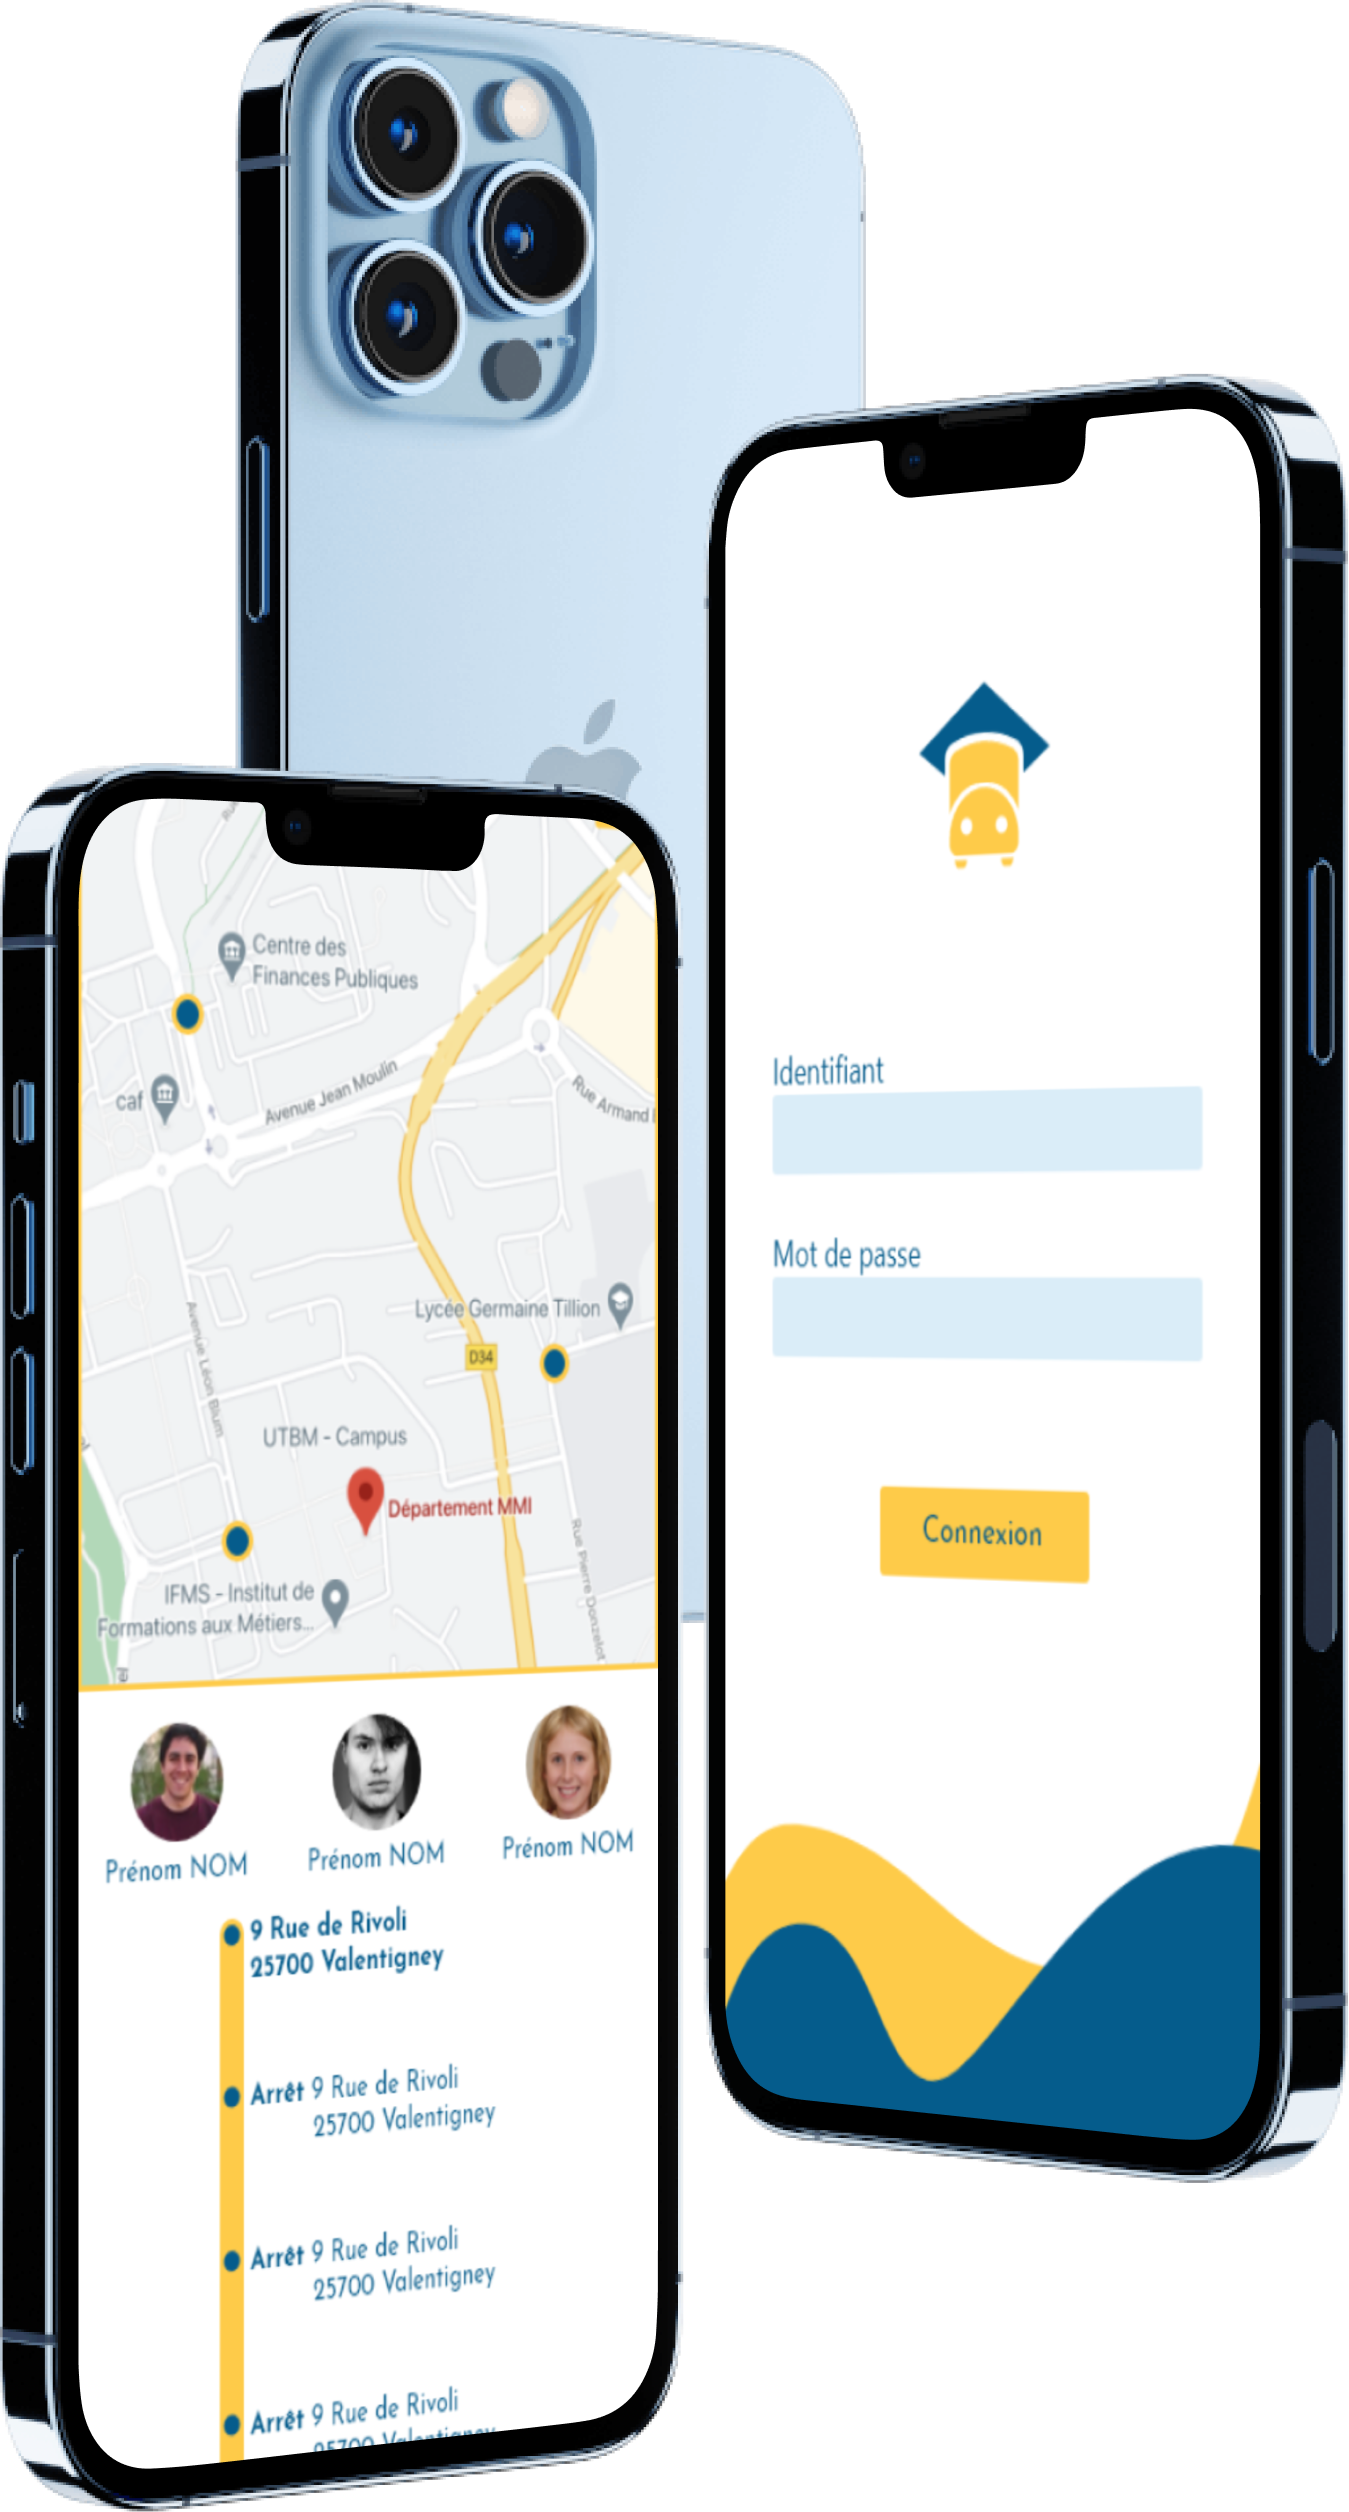 Centre des
Finances Publiques
caf
Avenue Jean Moulin
Rue Armand
Lycée Germaine Tillion
D34
Avenue Léon Blum
UTBM - Campus
Département MMI
IFMS - Institut de
Formations aux Métiers...
Rue Pierre Donzelot
el
Prénom NOM
Prénom NOM
Prénom NOM
9 Rue de Rivoli
25700 Valentigney
Arrêt 9 Rue de Rivoli
25700 Valentigney
Arrêt 9 Rue de Rivoli
25700 Valentigney
Arrêt 9 Rue de Rivoli
25700 Valentigney
Identifiant
Mot de passe
Connexion